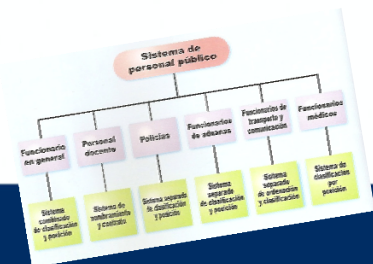 Sistema de
personal público
Funcionario
en general
Personal
docente
Policías
Funcionarios
de aduanas
Funcionarios de
transporte y
comunicación
Funcionarios
médicos
Sistema
combinado
de clasificación
y posición
Sistema de
nombramiento
y contrato
Sistema separado
de clasificación
y posición
Sistema
separado
de clasificación
y posición
Sistema
separado
de ordenación
y clasificación
Sistema de
clasificación
por
posición